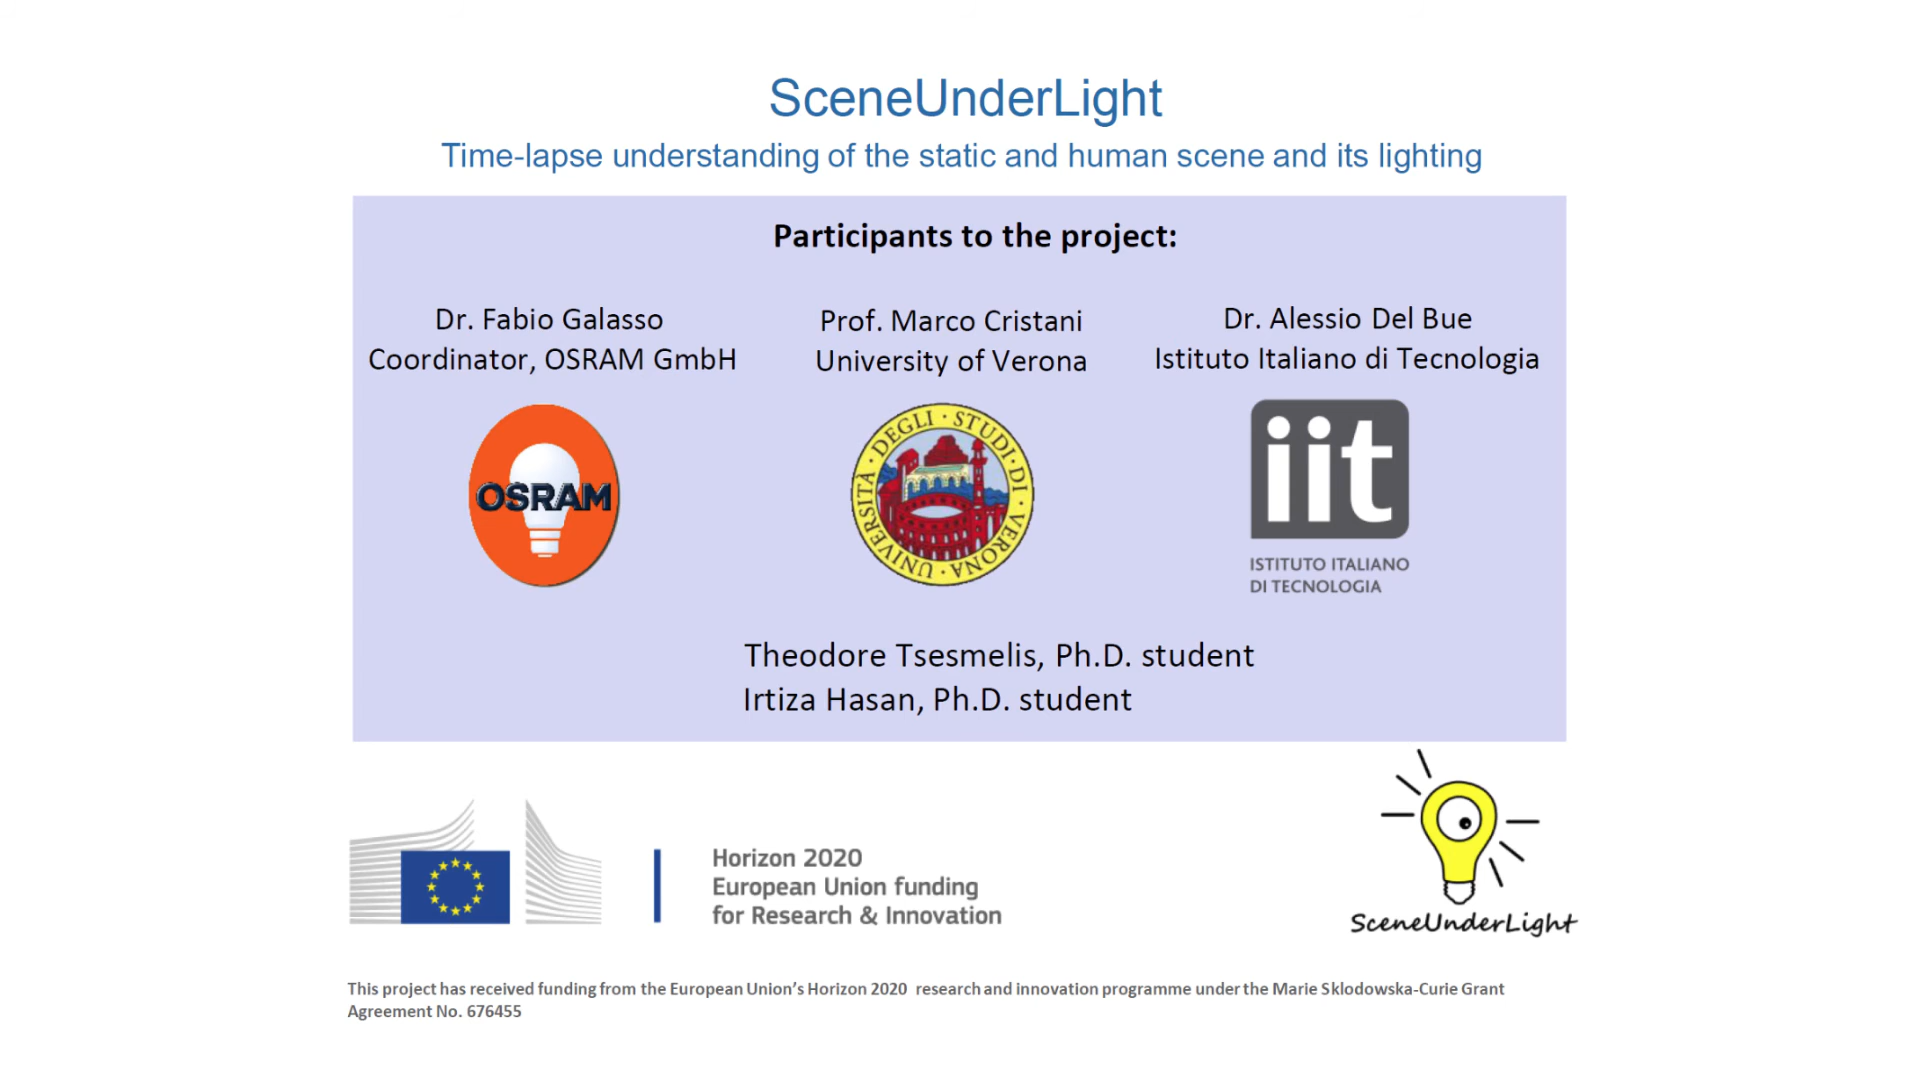 SceneUnderLight
Time-lapse understanding of the static and human scene and its lighting
Participants to the project:
Dr. Fabio Galasso
Coordinator, OSRAM GmbH
Prof. Marco Cristani
University of Verona
Dr. Alessio Del Bue
Istituto Italiano di Tecnologia
OSRAM
UNIVERSITÀ · DEGLI · STUDI · DI · VERONA ·
iit
ISTITUTO ITALIANO
DI TECNOLOGIA
Theodore Tsesmelis, Ph.D. student
Irtiza Hasan, Ph.D. student
Horizon 2020
European Union funding
for Research & Innovation
SceneUnderLight
This project has received funding from the European Union’s Horizon 2020 research and innovation programme under the Marie Sklodowska-Curie Grant
Agreement No. 676455